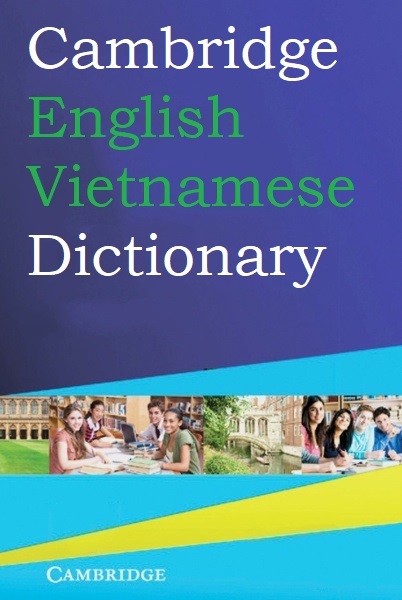 Cambridge
English
Vietnamese
Dictionary
CAMBRIDGE